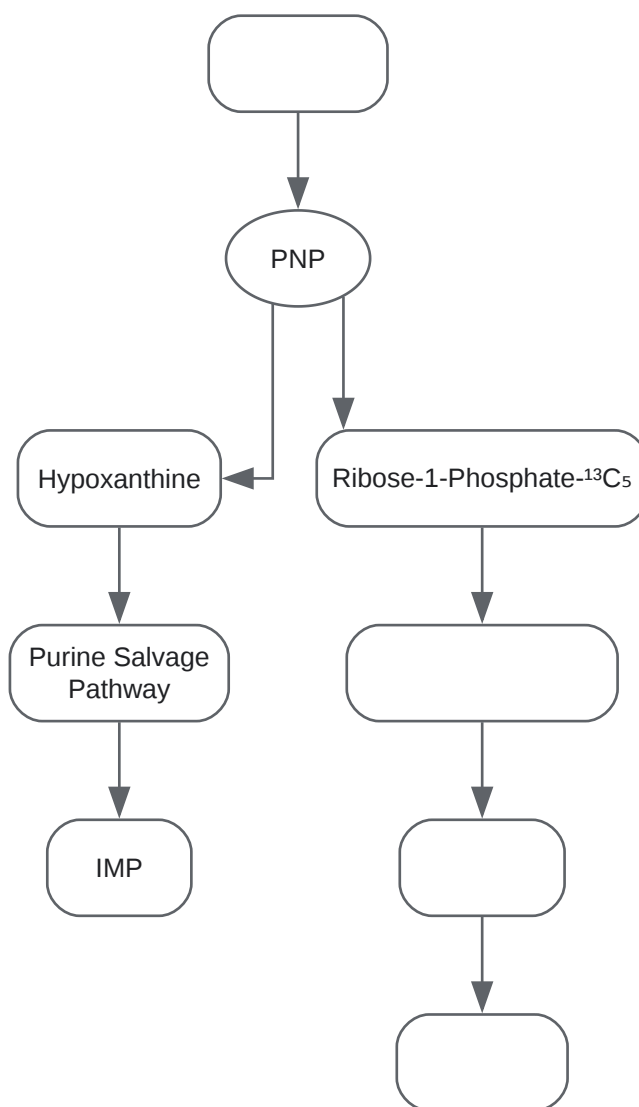 PNP
Hypoxanthine
Ribose-1-Phosphate-¹³C₅
Purine Salvage
Pathway
IMP